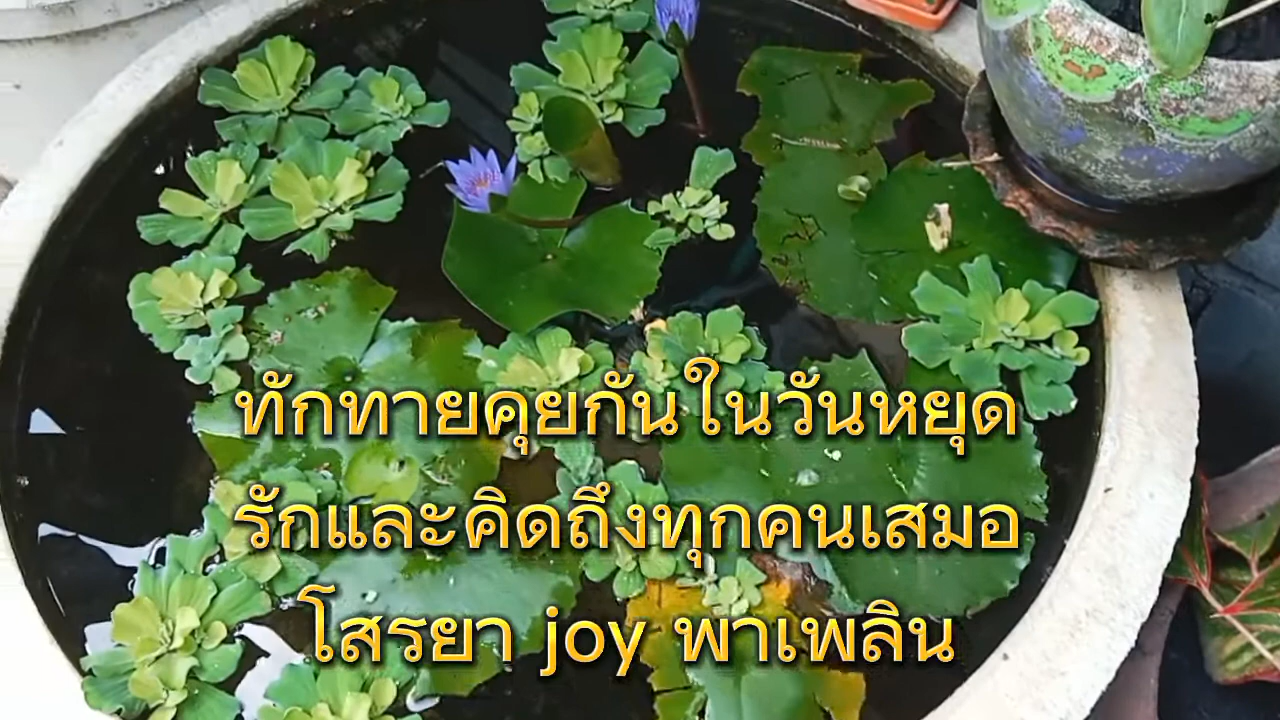 ทักทายคุยกันในวันหยุด
รักและคิดถึงทุกคนเสมอ
โสรยา joy พาเพลิน